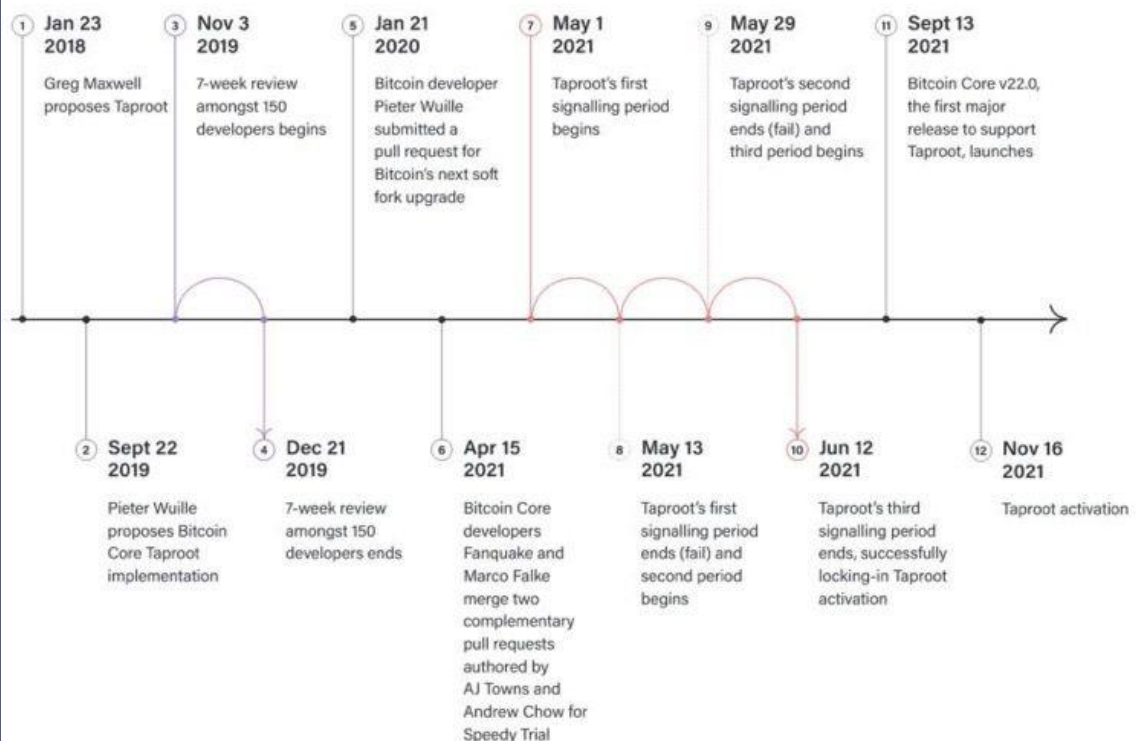 1
Jan 23
2018
Greg Maxwell
proposes Taproot
3
Nov 3
2019
7-week review
amongst 150
developers begins
5
Jan 21
2020
Bitcoin developer
Pieter Wuille
submitted a
pull request for
Bitcoin's next soft
fork upgrade
7
May 1
2021
Taproot's first
signalling period
begins
9
May 29
2021
Taproot's second
signalling period
ends (fail) and
third period begins
11
Sept 13
2021
Bitcoin Core v22.0,
the first major
release to support
Taproot, launches
2
Sept 22
2019
Pieter Wuille
proposes Bitcoin
Core Taproot
implementation
4
Dec 21
2019
7-week review
amongst 150
developers ends
6
Apr 15
2021
Bitcoin Core
developers
Fanquake and
Marco Falke
merge two
complementary
pull requests
authored by
AJ Towns and
Andrew Chow for
Speedy Trial
8
May 13
2021
Taproot's first
signalling period
ends (fail) and
second period
begins
10
Jun 12
2021
Taproot's third
signalling period
ends, successfully
locking-in Taproot
activation
12
Nov 16
2021
Taproot activation